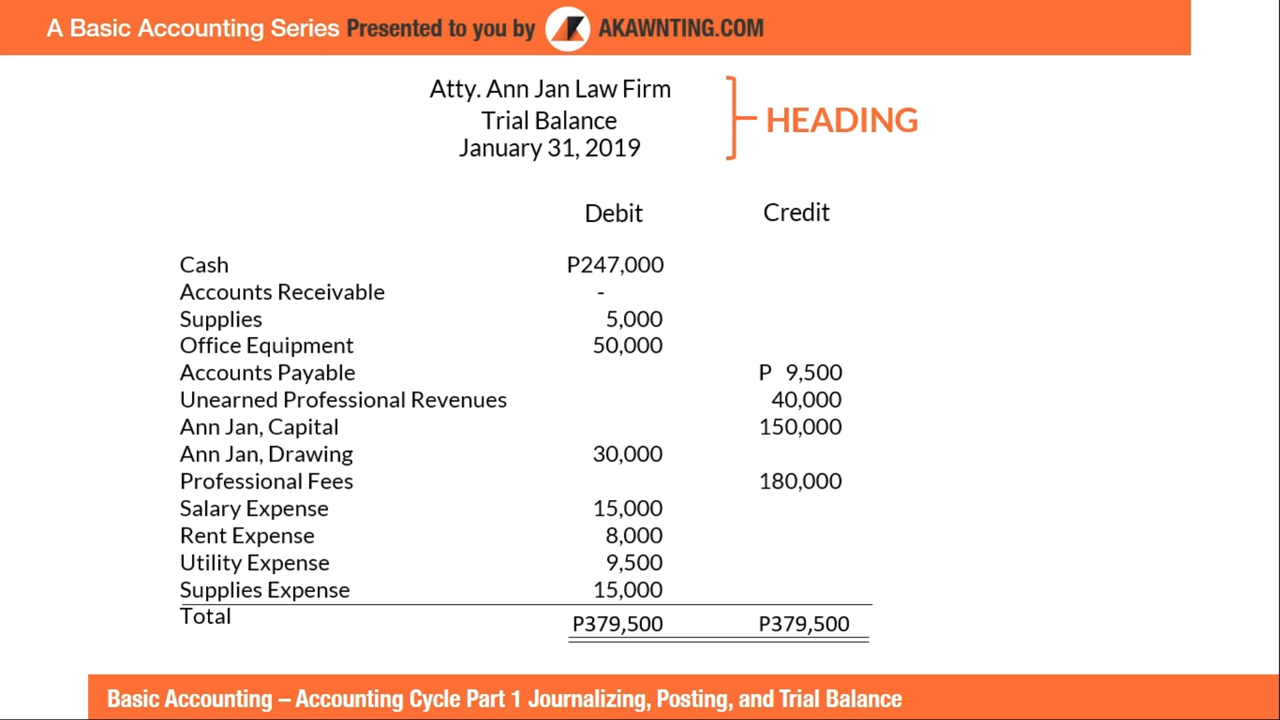 A Basic Accounting Series Presented to you by AKAWNTING.COM
Atty. Ann Jan Law Firm
Trial Balance
January 31, 2019
HEADING
Debit Credit
Cash P247,000
Accounts Receivable -
Supplies 5,000
Office Equipment 50,000
Accounts Payable P 9,500
Unearned Professional Revenues 40,000
Ann Jan, Capital 150,000
Ann Jan, Drawing 30,000
Professional Fees 180,000
Salary Expense 15,000
Rent Expense 8,000
Utility Expense 9,500
Supplies Expense 15,000
Total P379,500 P379,500
Basic Accounting – Accounting Cycle Part 1 Journalizing, Posting, and Trial Balance